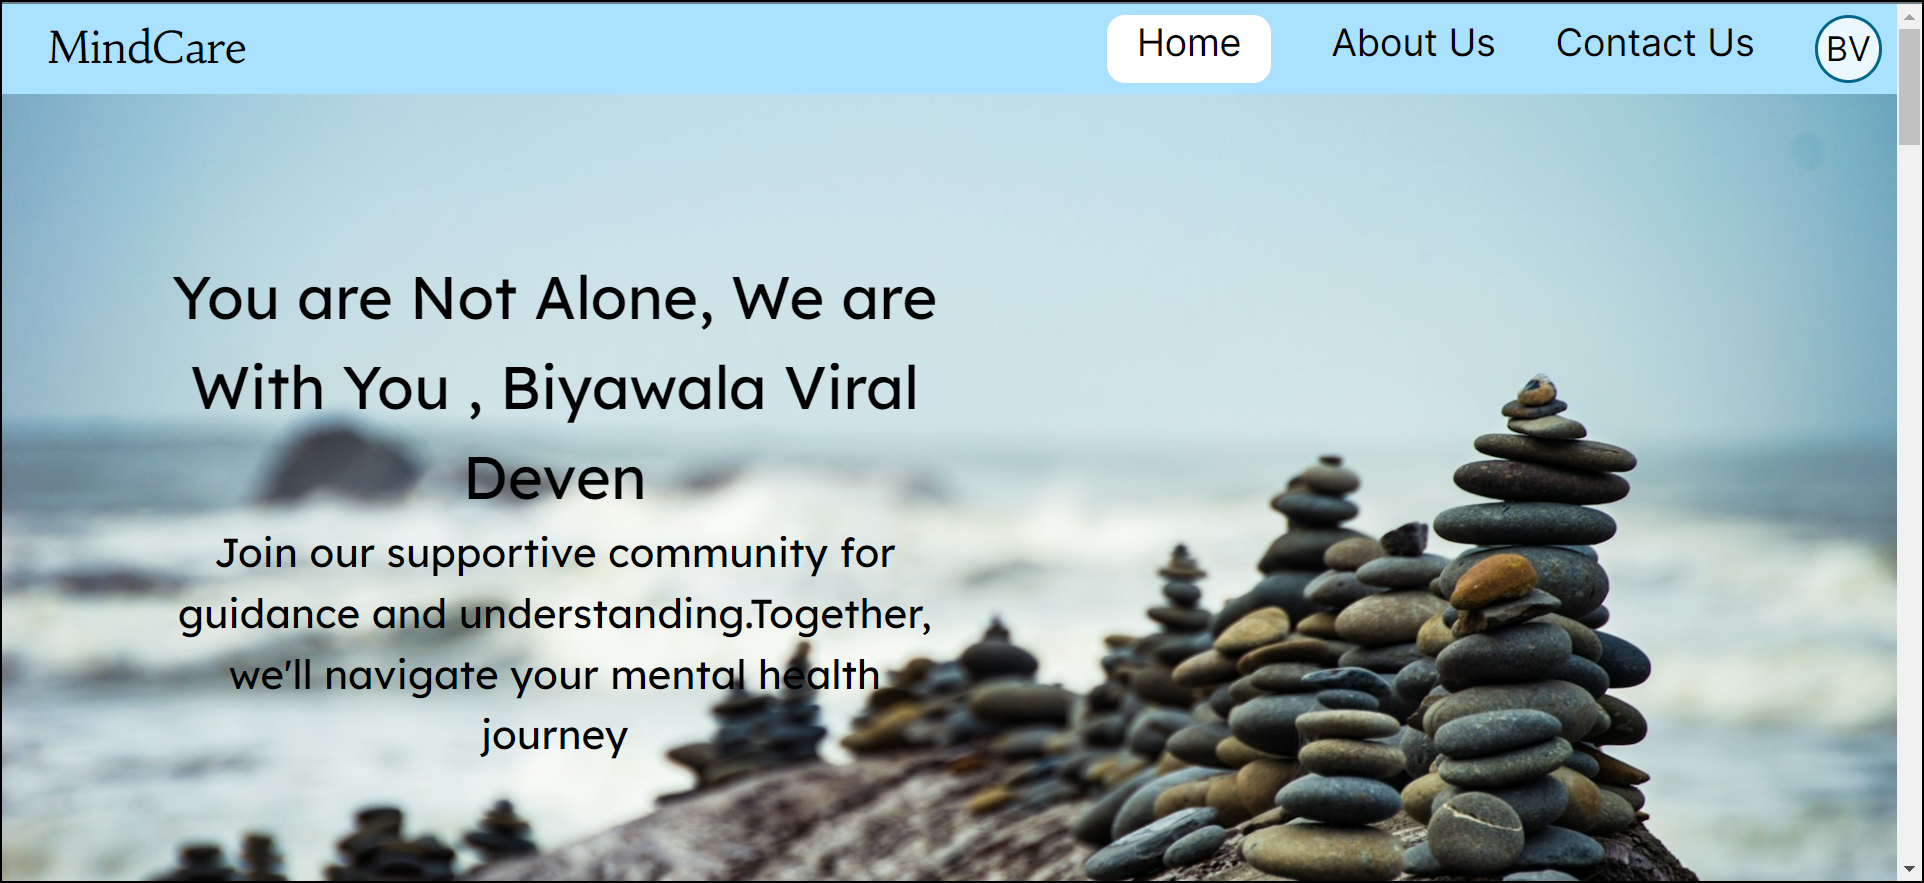 MindCare
Home
About Us
Contact Us
BV
You are Not Alone, We are
With You , Biyawala Viral
Deven
Join our supportive community for
guidance and understanding.Together,
we'll navigate your mental health
journey